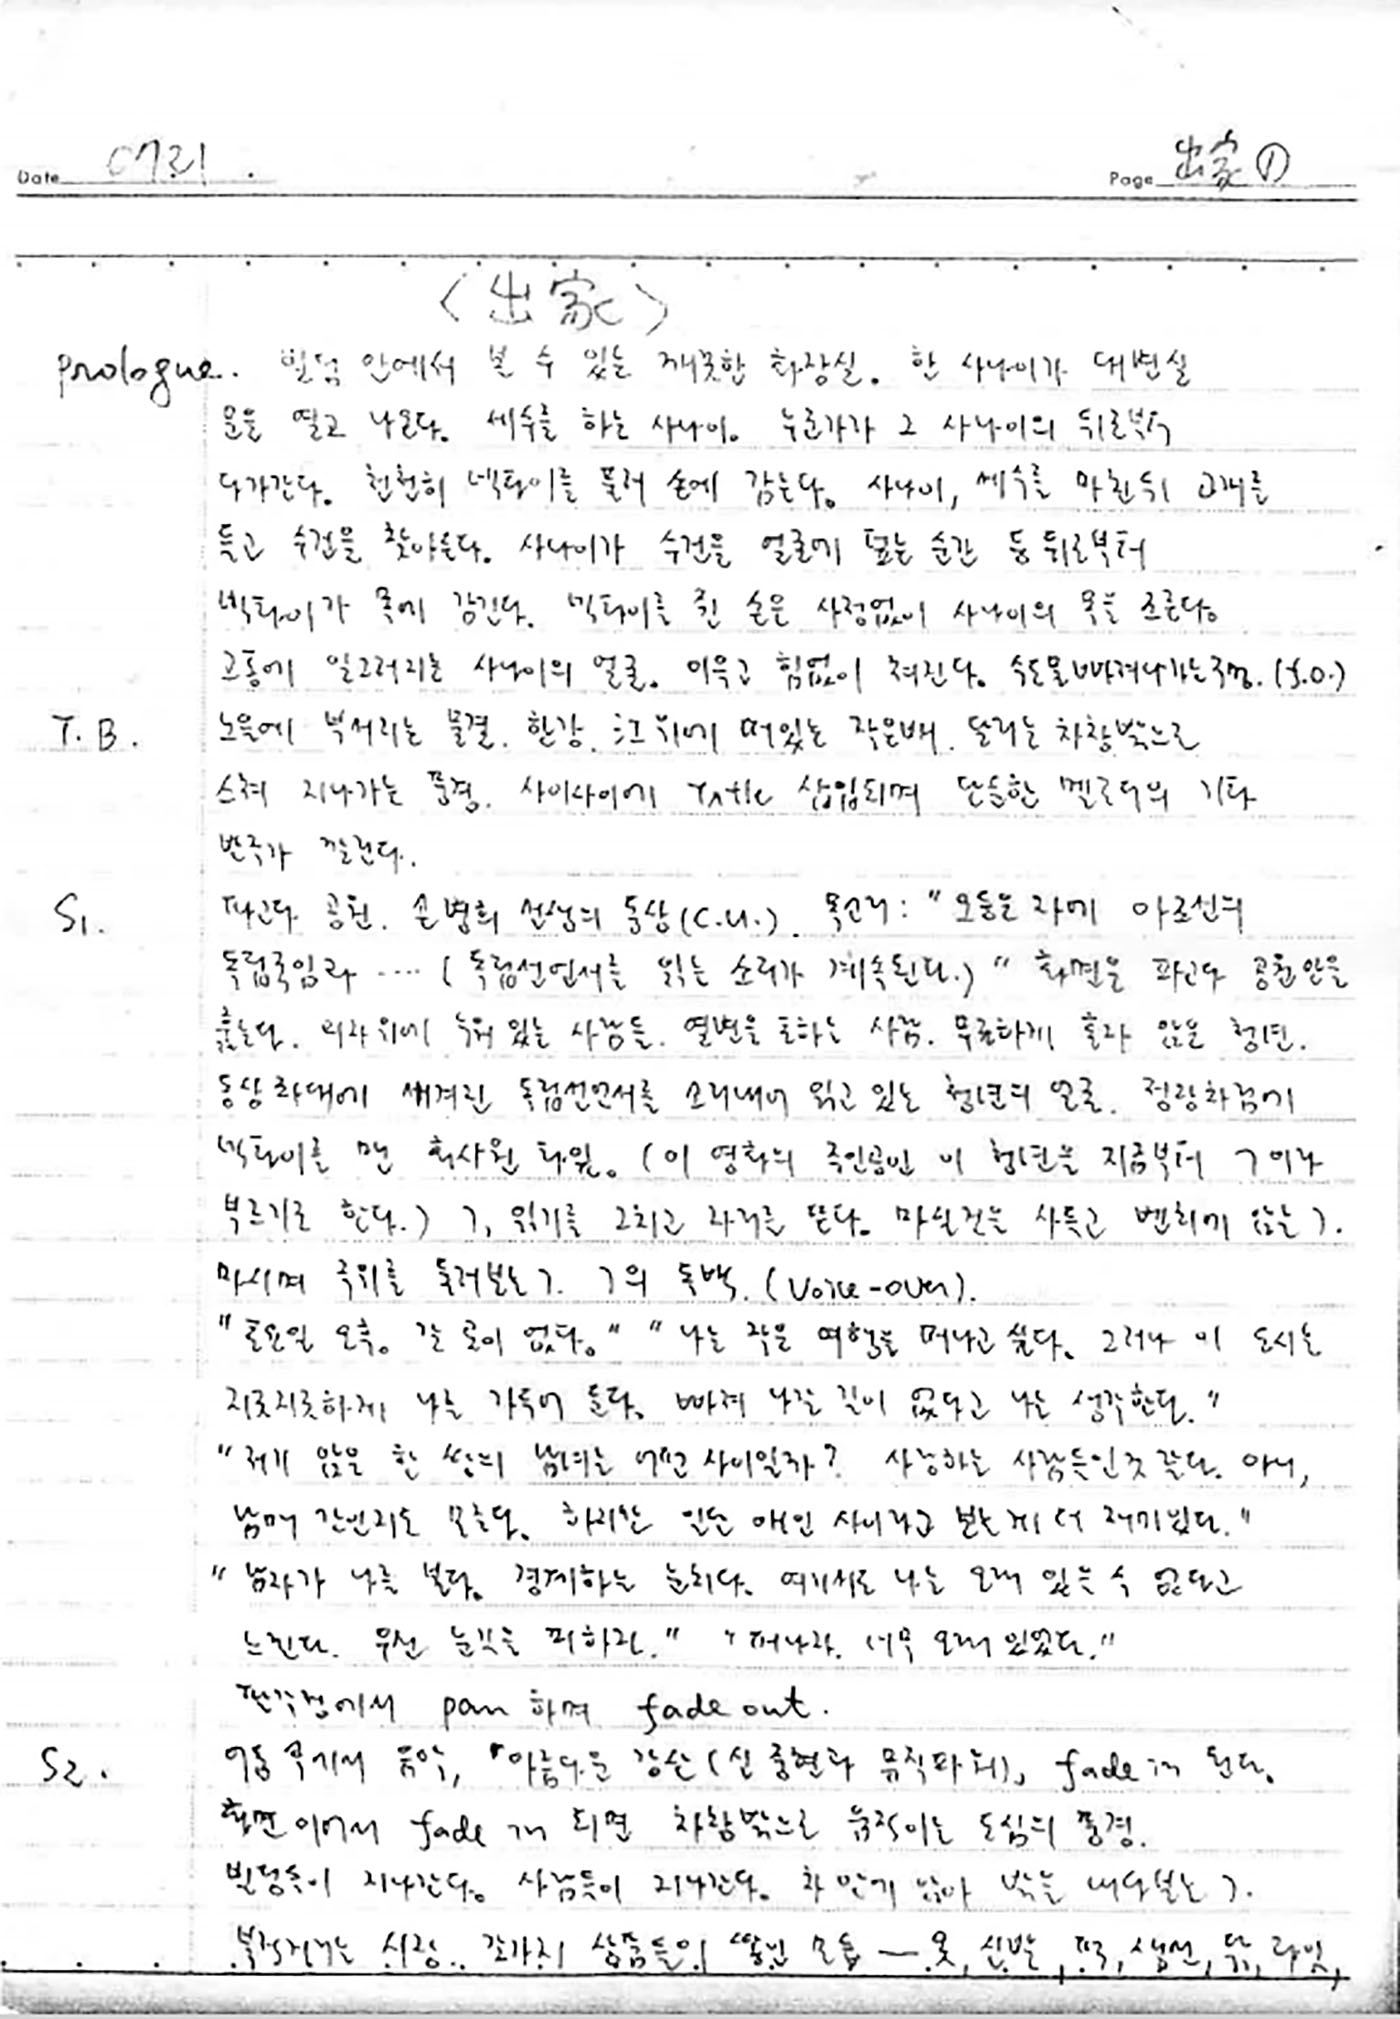 Date
Page 出家 ①
<出家>
prologue. 빌딩 안에서 볼 수 있는 깨끗한 화장실. 한 사나이가 대변실
문을 열고 나온다. 세수를 하는 사나이. 누군가가 그 사나이의 뒤로부터
다가간다. 천천히 넥타이를 풀러 손에 감는다. 사나이, 세수를 마친 뒤 고개를
들고 수건을 찾아든다. 사나이가 수건을 얼굴에 덮는 순간 등 뒤로부터
넥타이가 목에 감긴다. 넥타이를 쥔 손은 사정없이 사나이의 목을 조른다.
고통에 일그러지는 사나이의 얼굴. 이윽고 힘없이 쳐진다. 수돗물 빠져나가는 구멍. (f.o.)
T.B. 노을에 부서리는 물결. 한강. 江 위에 떠있는 작은배. 달리는 차창밖으로
스쳐 지나가는 풍경. 사이사이에 Title 삽입되며 단순한 멜로디의 기타
반주가 깔린다.
S1. 파고다 공원. 손병희 선생의 동상(C.U.). 목소리: "오등은 자에 아조선의
독립국임과 .... (독립선언서를 읽는 소리가 계속된다.)" 화면은 파고다 공원 안을
훑는다. 의자위에 누워 있는 사람들. 열변을 토하는 사람. 무료하게 홀로 앉은 청년.
동상 좌대에 새겨진 독립선언서를 소리내어 읽고 있는 청년의 얼굴. 정장차림에
넥타이를 맨 회사원 타입. (이 영화의 주인공인 이 청년을 지금부터 ㄱ이라
부르기로 한다.) ㄱ, 읽기를 그치고 자리를 뜬다. 마실 것을 사들고 벤치에 앉는 ㄱ.
마시며 주위를 둘러보는 ㄱ. ㄱ의 독백. (Voice-over).
"토요일 오후. 갈 곳이 없다." "나는 작은 여행을 떠나고 싶다. 그러나 이 도시는
지긋지긋하게 나를 가두어 둔다. 빠져 나갈 길이 없다고 나는 생각한다."
"저기 앉은 한 쌍의 남녀는 어떤 사이일까? 사랑하는 사람들인것 같다. 아니,
남매 간인지도 모른다. 하지만 일단 애인 사이라고 보는게 더 재미있다."
"남자가 나를 본다. 경계하는 눈치다. 여기서도 나는 오래 있을 수 없다고
느낀다. 우선 눈길을 피하자." "떠나자. 너무 오래 있었다."
pan 하며 fade out.
S2. 음악, "아름다운 강산 (신중현과 뮤직파워), fade in 된다.
화면 이어서 fade in 되면 차창밖으로 움직이는 도심의 풍경.
빌딩들이 지나간다. 사람들이 지나간다. 차 안에 앉아 밖을 내다보는 ㄱ.
북적거리는 시장. 갖가지 상품들의 쌓인 모습 — 옷, 신발, 떡, 생선, 닭, 라밋,